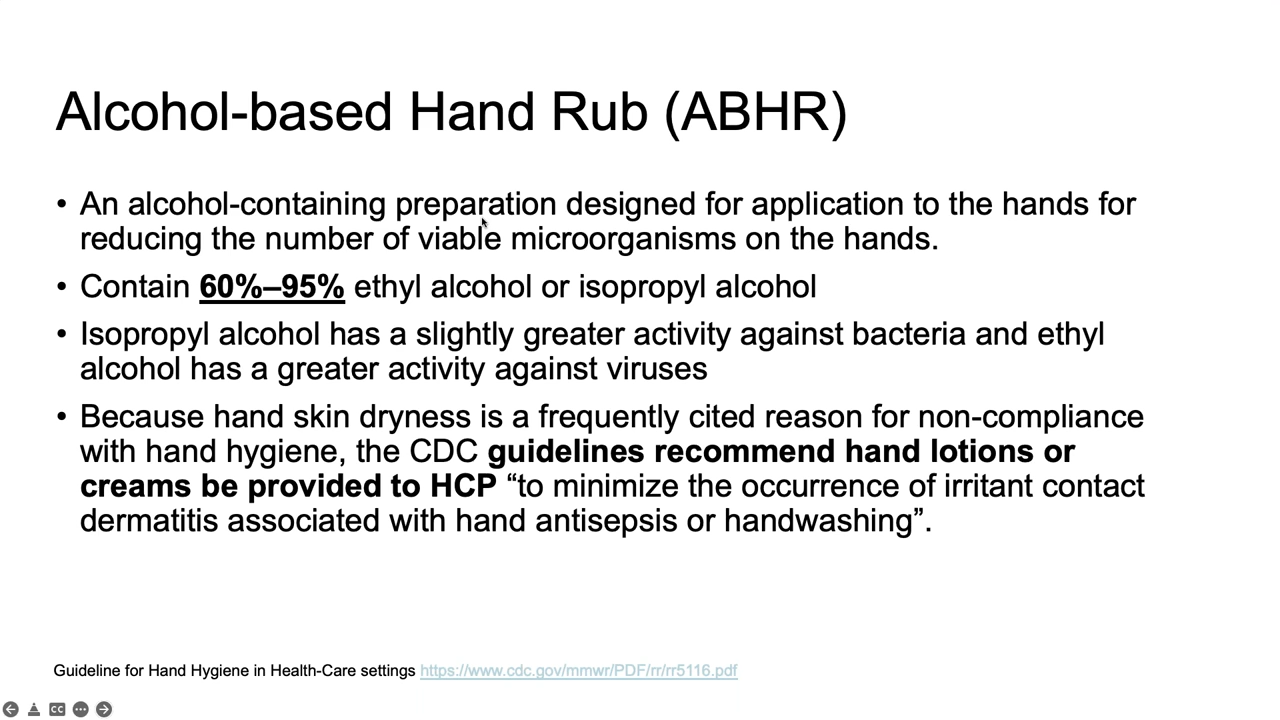 Alcohol-based Hand Rub (ABHR)
• An alcohol-containing preparation designed for application to the hands for
reducing the number of viable microorganisms on the hands.
• Contain 60%–95% ethyl alcohol or isopropyl alcohol
• Isopropyl alcohol has a slightly greater activity against bacteria and ethyl
alcohol has a greater activity against viruses
• Because hand skin dryness is a frequently cited reason for non-compliance
with hand hygiene, the CDC guidelines recommend hand lotions or
creams be provided to HCP “to minimize the occurrence of irritant contact
dermatitis associated with hand antisepsis or handwashing”.
Guideline for Hand Hygiene in Health-Care settings https://www.cdc.gov/mmwr/PDF/rr/rr5116.pdf
CC